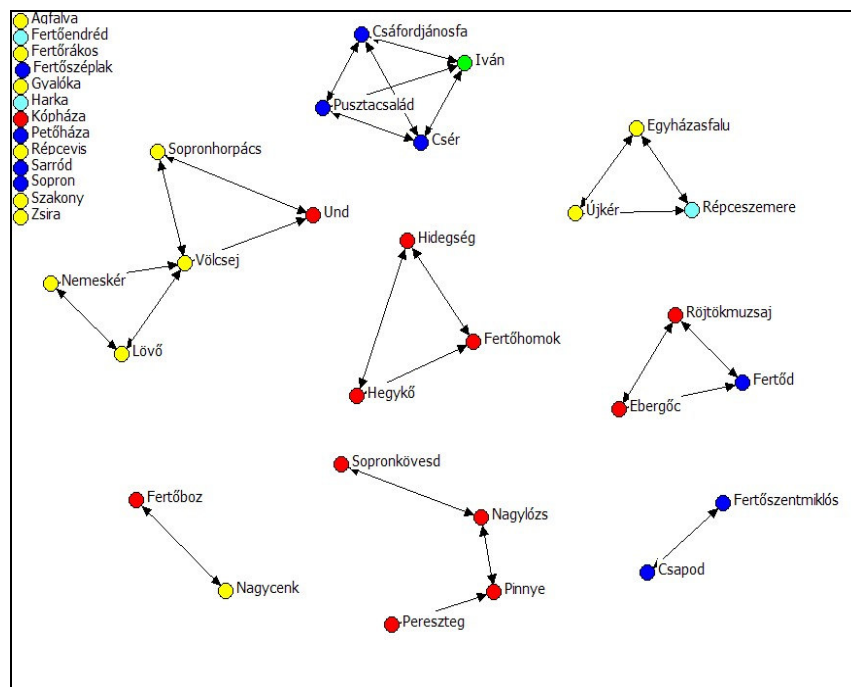 Ágfalva
Fertőendréd
Fertőrákos
Fertőszéplak
Gyalóka
Harka
Kópháza
Petőháza
Répcevis
Sarród
Sopron
Szakony
Zsira
Csáfordjánosfa
Iván
Pusztacsalád
Csér
Egyházasfalu
Sopronhorpács
Újkér
Répceszemere
Und
Hidegség
Völcsej
Nemeskér
Röjtökmuzsaj
Fertőhomok
Lövő
Fertőd
Hegykő
Ebergőc
Sopronkövesd
Fertőboz
Fertőszentmiklós
Nagylózs
Csapod
Nagycenk
Pinnye
Pereszteg